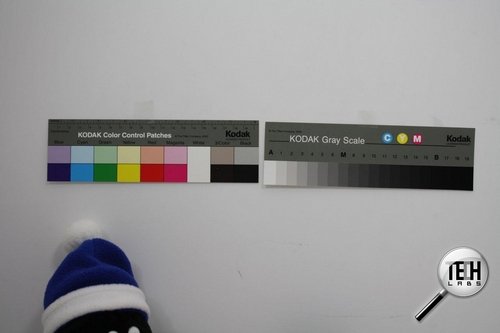 KODAK Color Control Patches
Kodak
Blue Cyan Green Yellow Red Magenta White 3/Color Black
KODAK Gray Scale
C Y M
Kodak
A 1 2 3 4 5 6 M 8 9 10 11 12 13 14 15 B 17 18 19
TECH
LABS